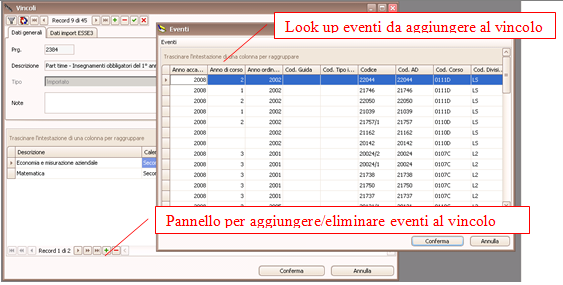 Vincoli
Record 9 di 45
Dati generali Dati import ESSE3
Prg. 2384
Descrizione Part time - Insegnamenti obbligatori del 1° ann
Tipo Importato
Note
Trascinare l'intestazione di una colonna per raggruppare
Descrizione Cale
Economia e misurazione aziendale Secon
Matematica Secon
Record 1 di 2
Conferma Annulla
Look up eventi da aggiungere al vincolo
Eventi
Eventi
Trascinare l'intestazione di una colonna per raggruppare
Anno acca... Anno di corso Anno ordin... Cod. Guida Cod. Tipo i... Codice Cod. AD Cod. Corso Cod. Divisi...
2008 2 2002 22044 22044 0111D L5
2008 1 2002 21746 21746 0111D L5
2008 2 2002 22050 22050 0111D L5
2008 1 2002 21039 21039 0111D L5
2008 2 2002 21757/1 21757 0110D L5
2008 2002 21162 21162 0110D L5
2008 2002 20142 20142 0110D L5
2008 3 2001 20024/2 20024 0107C L2
2008 3 2001 20024/1 20024 0107C L2
2008 3 2001 21738 21738 0107C L2
2008 3 2001 21750 21750 0107C L2
2008 3 2001 21737 21737 0107C L2
Conferma Annulla
Pannello per aggiungere/eliminare eventi al vincolo